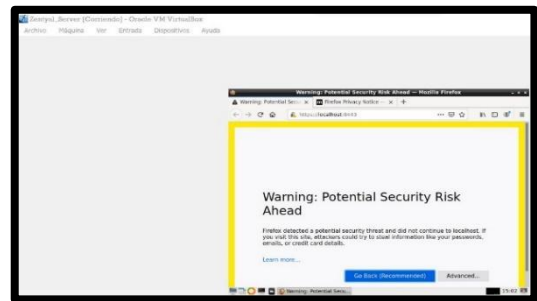 Zentyal_Server [Corriendo] - Oracle VM VirtualBox
Archivo Máquina Ver Entrada Dispositivos Ayuda
Warning: Potential Security Risk Ahead — Mozilla Firefox
Warning: Potential Secu Firefox Privacy Notice —
https://localhost:8443
Warning: Potential Security Risk
Ahead
Firefox detected a potential security threat and did not continue to localhost. If
you visit this site, attackers could try to steal information like your passwords,
emails, or credit card details.
Learn more...
Go Back (Recommended) Advanced...
Warning: Potential Secu... 15:02